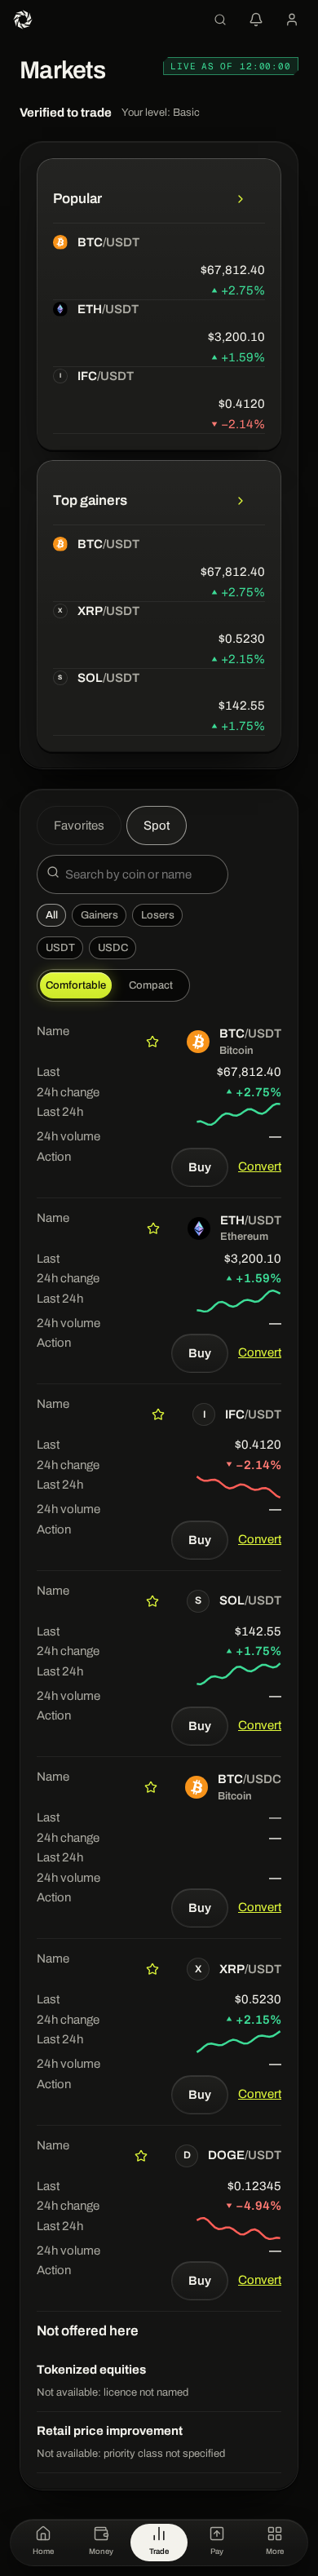 Markets
LIVE AS OF 12:00:00
Verified to trade Your level: Basic
Popular
BTC/USDT
$67,812.40
+2.75%
ETH/USDT
$3,200.10
+1.59%
I IFC/USDT
$0.4120
−2.14%
Top gainers
BTC/USDT
$67,812.40
+2.75%
X XRP/USDT
$0.5230
+2.15%
S SOL/USDT
$142.55
+1.75%
Favorites Spot
Search by coin or name
All Gainers Losers
USDT USDC
Comfortable Compact
Name BTC/USDT
Bitcoin
Last $67,812.40
24h change +2.75%
Last 24h
24h volume —
Action Buy Convert
Name ETH/USDT
Ethereum
Last $3,200.10
24h change +1.59%
Last 24h
24h volume —
Action Buy Convert
Name I IFC/USDT
Last $0.4120
24h change −2.14%
Last 24h
24h volume —
Action Buy Convert
Name S SOL/USDT
Last $142.55
24h change +1.75%
Last 24h
24h volume —
Action Buy Convert
Name BTC/USDC
Bitcoin
Last —
24h change —
Last 24h
24h volume —
Action Buy Convert
Name X XRP/USDT
Last $0.5230
24h change +2.15%
Last 24h
24h volume —
Action Buy Convert
Name D DOGE/USDT
Last $0.12345
24h change −4.94%
Last 24h
24h volume —
Action Buy Convert
Not offered here
Tokenized equities
Not available: licence not named
Retail price improvement
Not available: priority class not specified
Home Money Trade Pay More